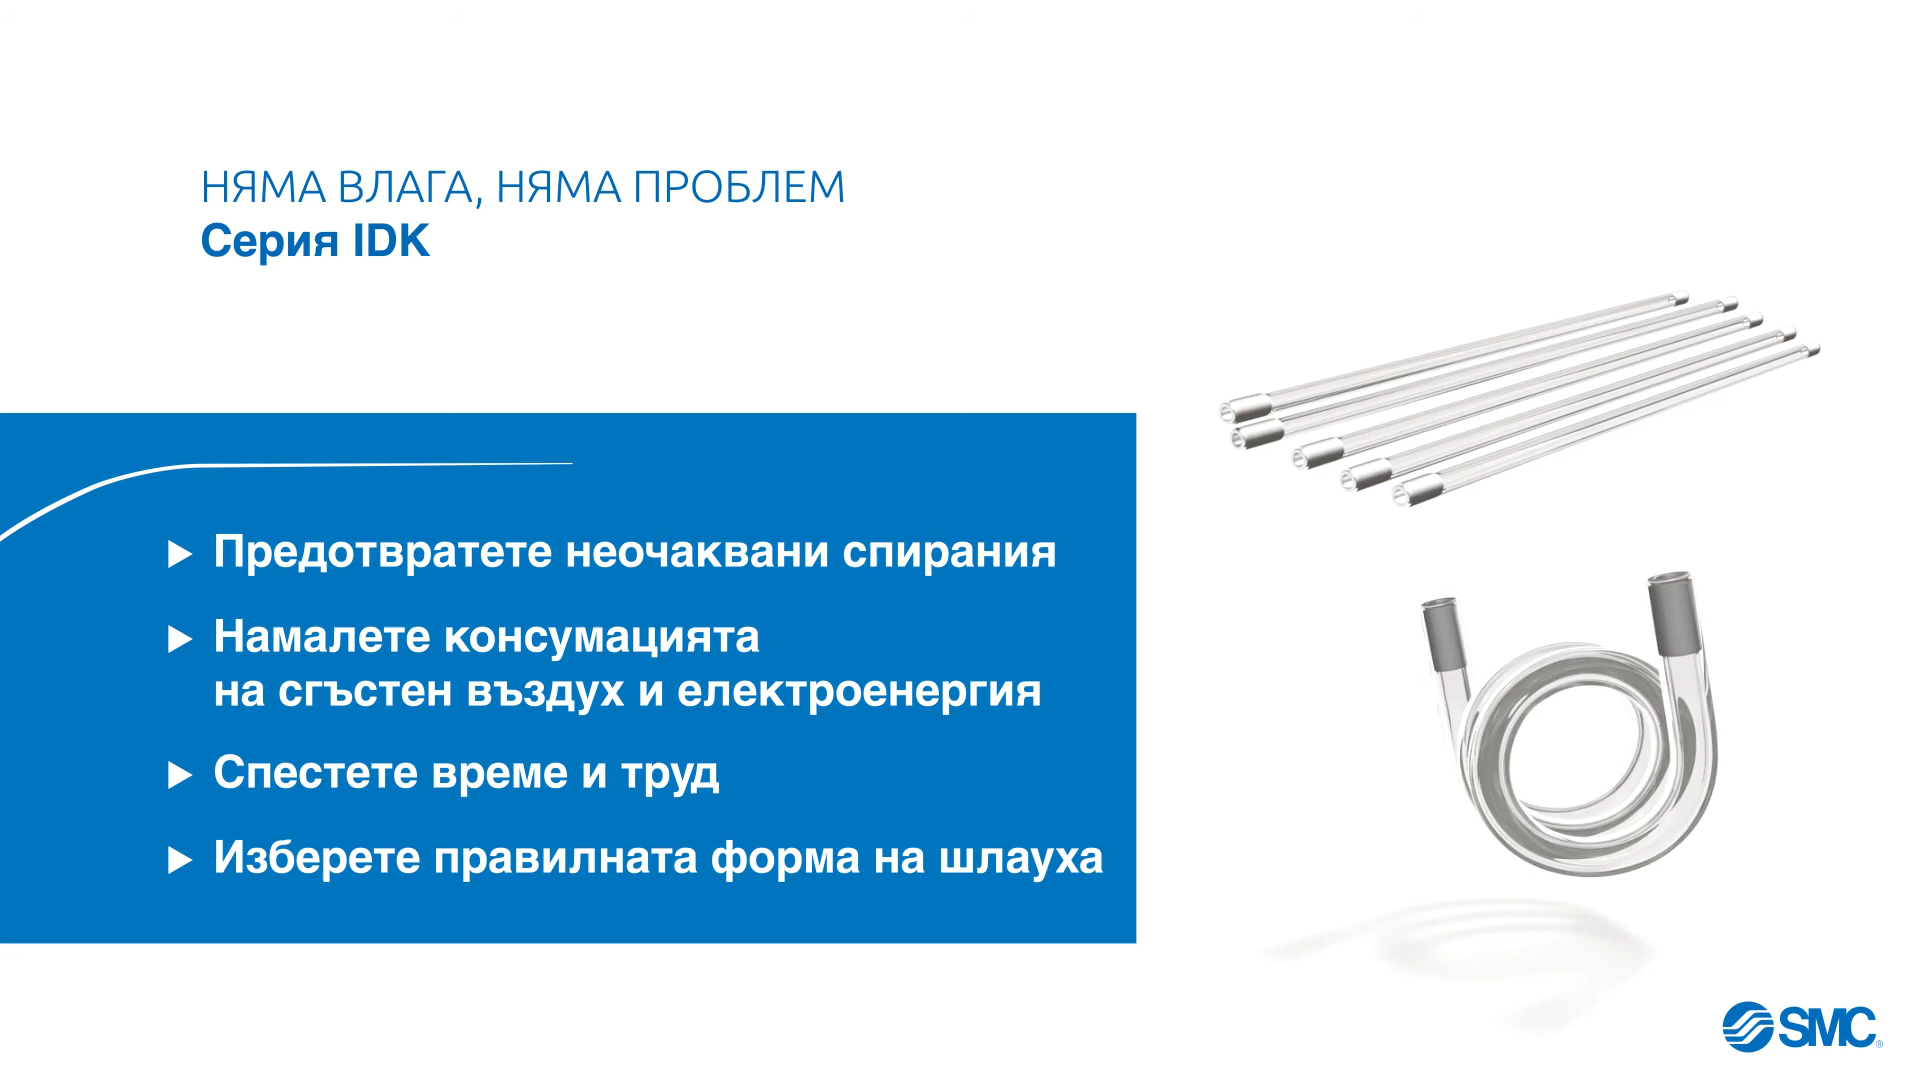 НЯМА ВЛАГА, НЯМА ПРОБЛЕМ
Серия IDK
Предотвратете неочаквани спирания
Намалете консумацията
на сгъстен въздух и електроенергия
Спестете време и труд
Изберете правилната форма на шлауха
SMC®